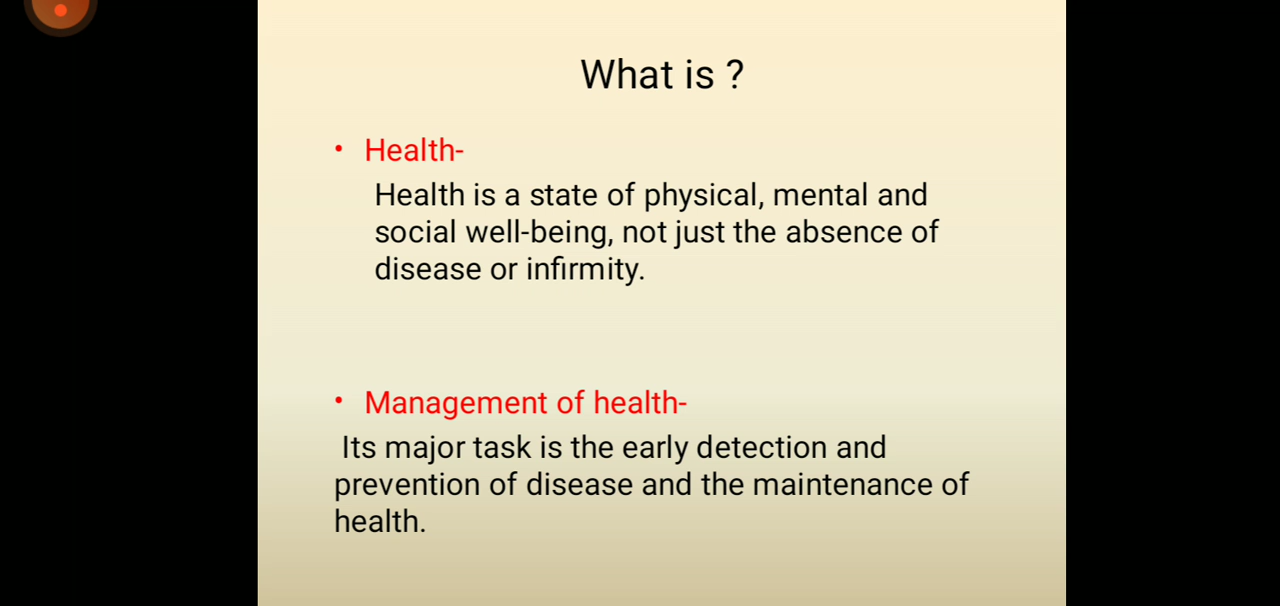 What is ?
• Health-
Health is a state of physical, mental and
social well-being, not just the absence of
disease or infirmity.
• Management of health-
Its major task is the early detection and
prevention of disease and the maintenance of
health.